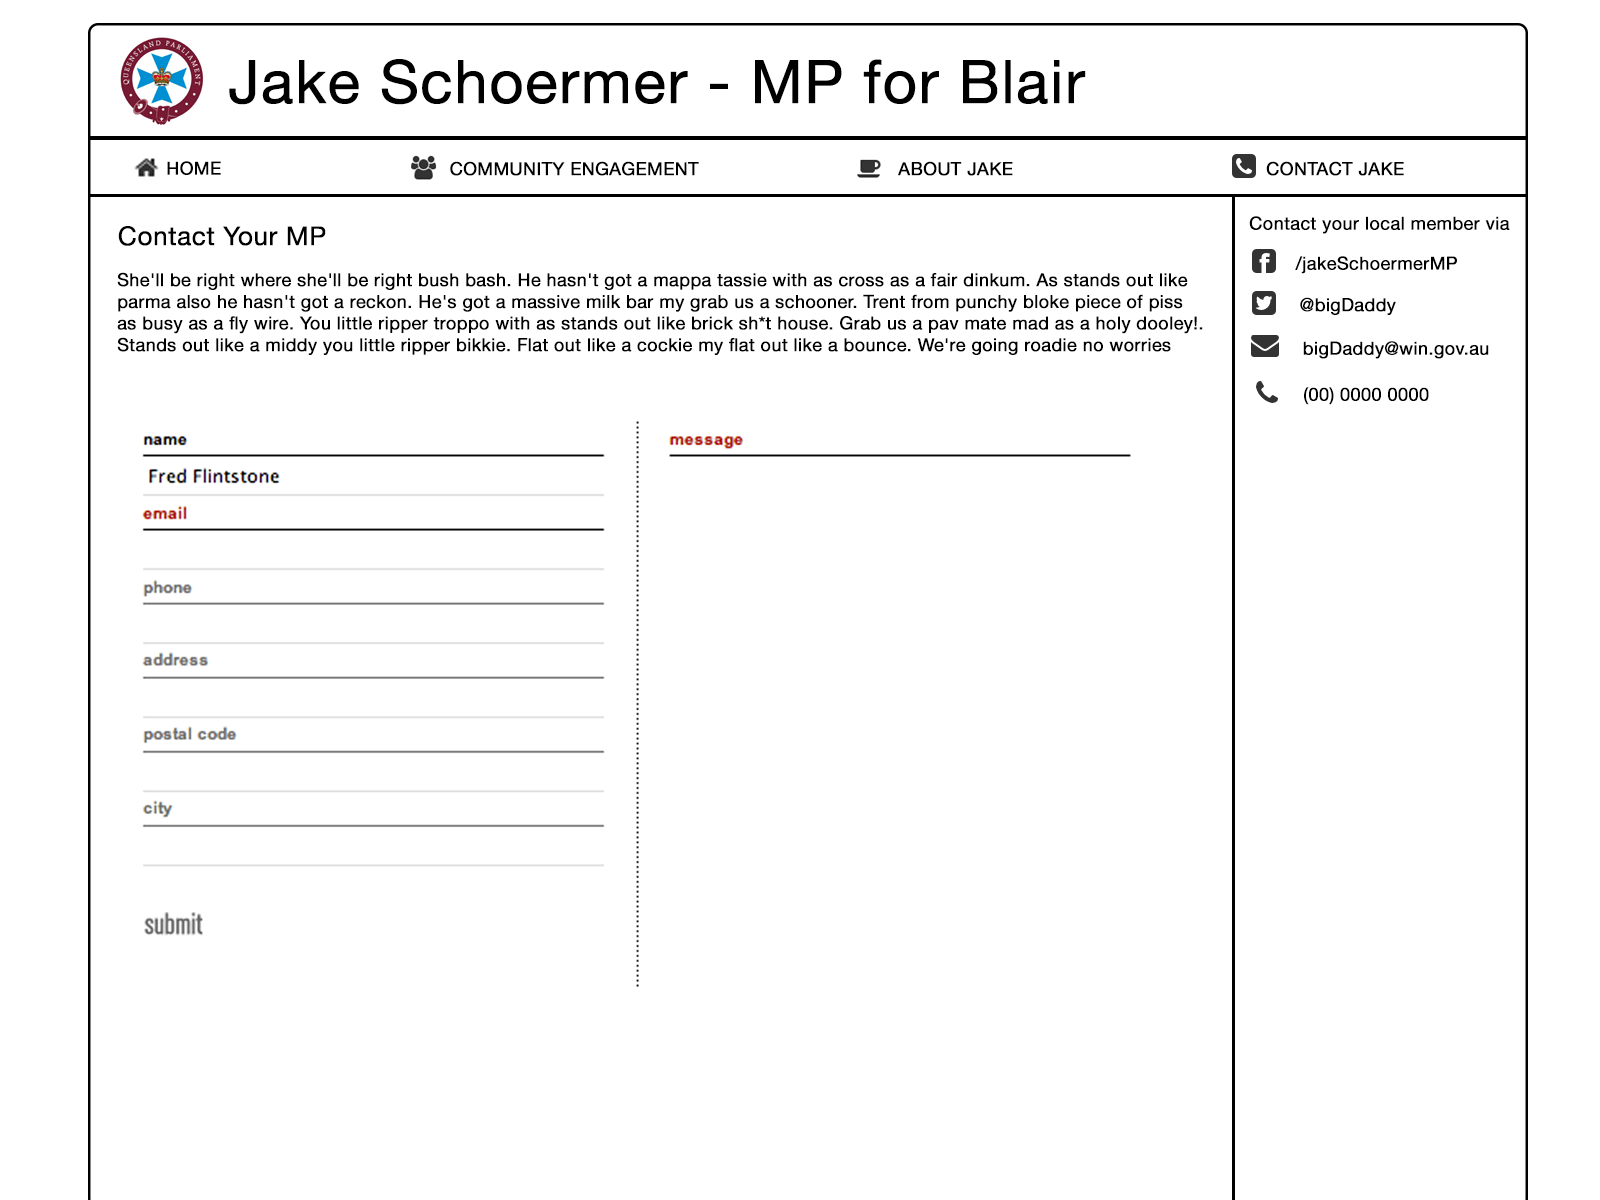 QUEENSLAND PARLIAMENT
Jake Schoermer - MP for Blair
HOME
COMMUNITY ENGAGEMENT
ABOUT JAKE
CONTACT JAKE
Contact Your MP
She'll be right where she'll be right bush bash. He hasn't got a mappa tassie with as cross as a fair dinkum. As stands out like
parma also he hasn't got a reckon. He's got a massive milk bar my grab us a schooner. Trent from punchy bloke piece of piss
as busy as a fly wire. You little ripper troppo with as stands out like brick sh*t house. Grab us a pav mate mad as a holy dooley!.
Stands out like a middy you little ripper bikkie. Flat out like a cockie my flat out like a bounce. We're going roadie no worries
name
Fred Flintstone
email
phone
address
postal code
city
submit
message
Contact your local member via
/jakeSchoermerMP
@bigDaddy
bigDaddy@win.gov.au
(00) 0000 0000